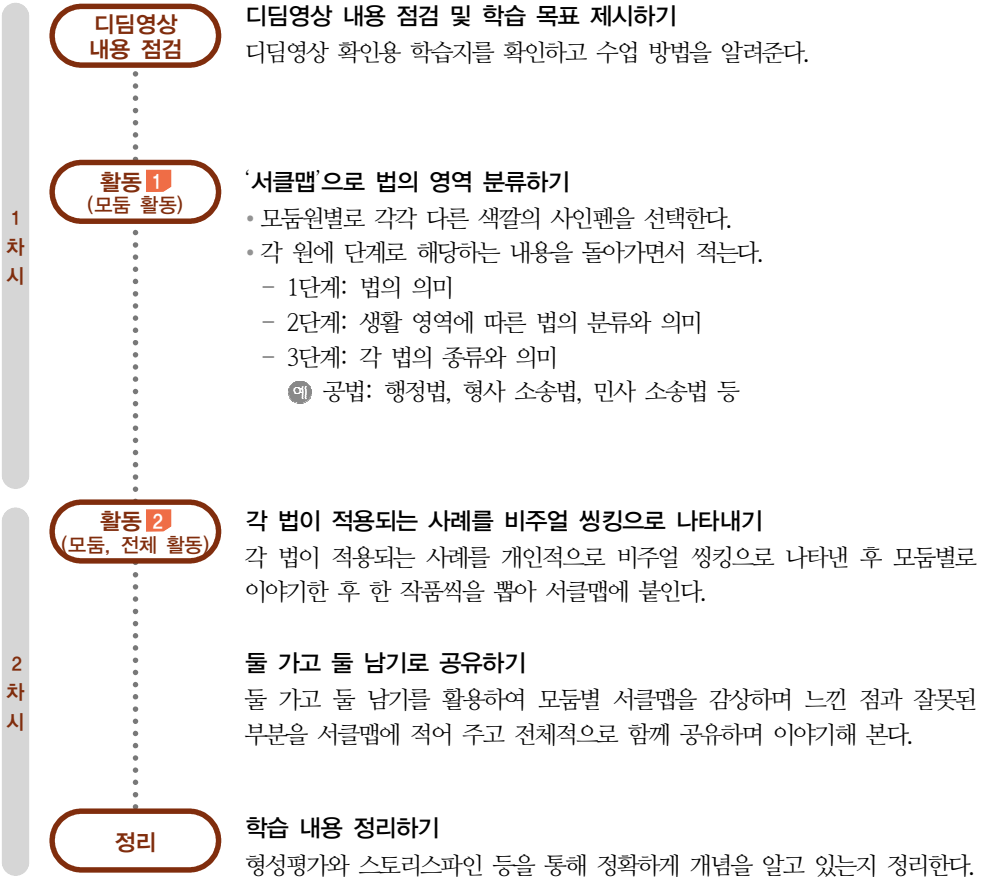 디딤영상
내용 점검
디딤영상 내용 점검 및 학습 목표 제시하기
디딤영상 확인용 학습지를 확인하고 수업 방법을 알려준다.
1
차
시
활동 1
(모둠 활동)
‘서클맵’으로 법의 영역 분류하기
• 모둠원별로 각각 다른 색깔의 사인펜을 선택한다.
• 각 원에 단계로 해당하는 내용을 돌아가면서 적는다.
- 1단계: 법의 의미
- 2단계: 생활 영역에 따른 법의 분류와 의미
- 3단계: 각 법의 종류와 의미
예 공법: 행정법, 형사 소송법, 민사 소송법 등
2
차
시
활동 2
(모둠, 전체 활동)
각 법이 적용되는 사례를 비주얼 씽킹으로 나타내기
각 법이 적용되는 사례를 개인적으로 비주얼 씽킹으로 나타낸 후 모둠별로
이야기한 후 한 작품씩을 뽑아 서클맵에 붙인다.
둘 가고 둘 남기로 공유하기
둘 가고 둘 남기를 활용하여 모둠별 서클맵을 감상하며 느낀 점과 잘못된
부분을 서클맵에 적어 주고 전체적으로 함께 공유하며 이야기해 본다.
정리
학습 내용 정리하기
형성평가와 스토리스파인 등을 통해 정확하게 개념을 알고 있는지 정리한다.